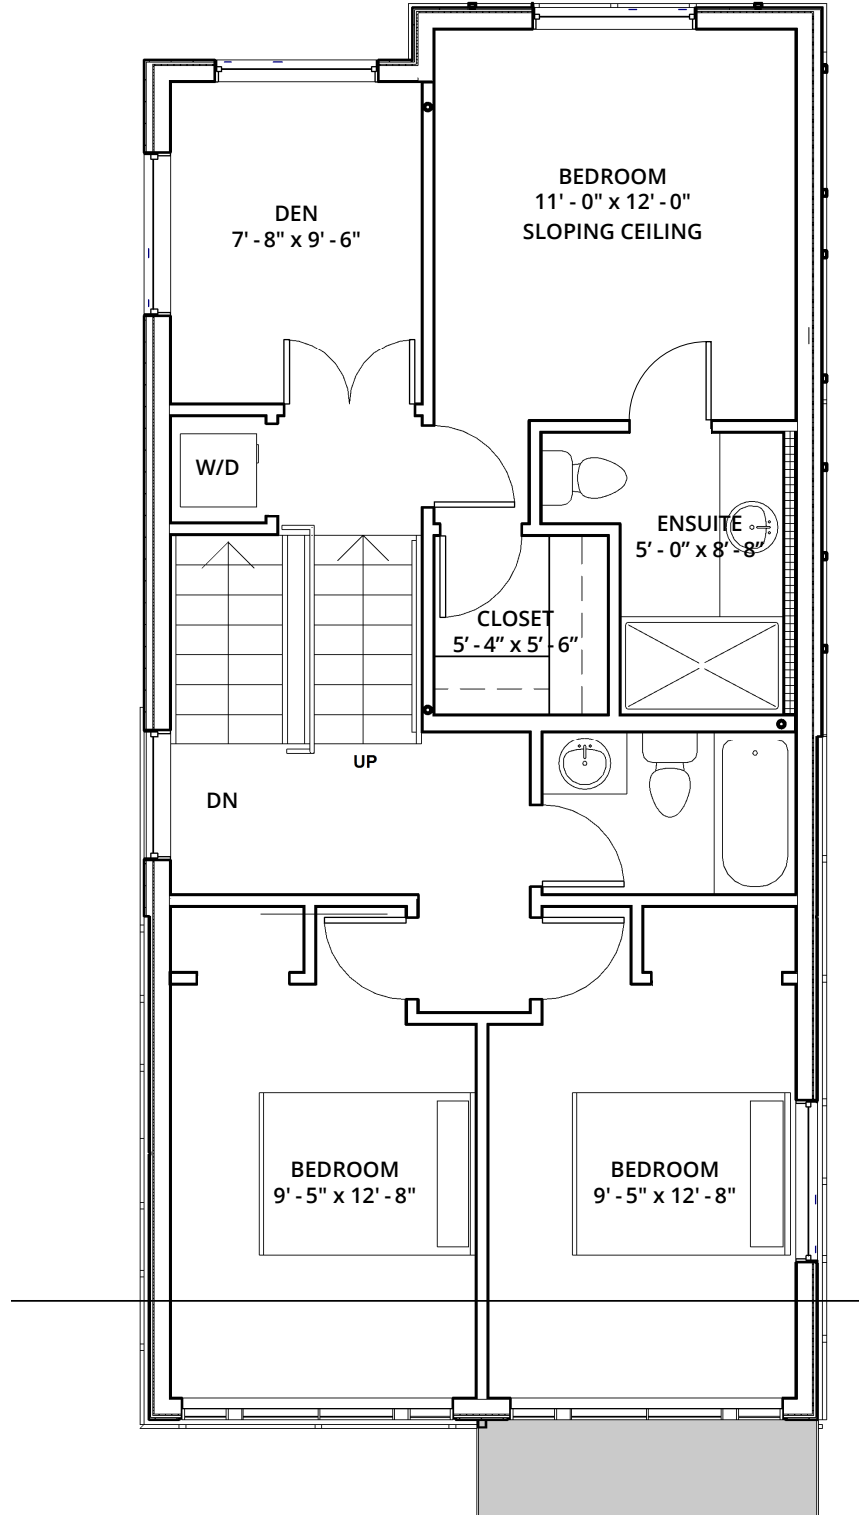 BEDROOM
11' - 0" x 12' - 0"
SLOPING CEILING
DEN
7' - 8" x 9' - 6"
W/D
ENSUITE
5' - 0” x 8' - 8”
CLOSET
5' - 4” x 5' - 6”
UP
DN
BEDROOM
9' - 5" x 12' - 8"
BEDROOM
9' - 5" x 12' - 8"